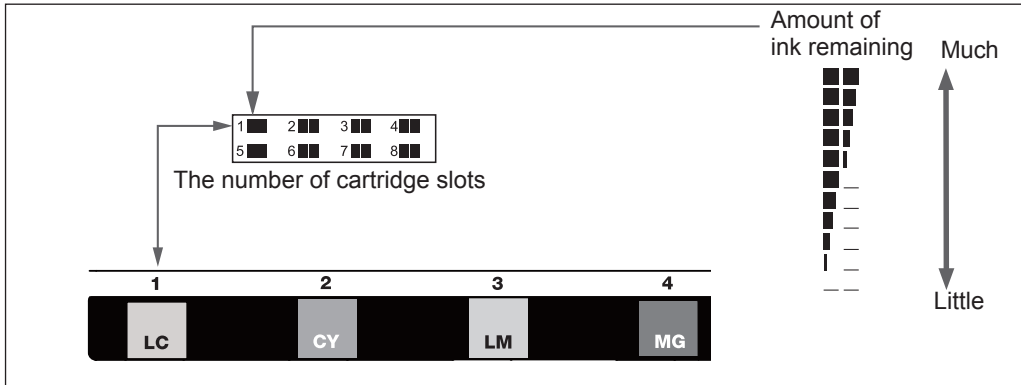 Amount of
ink remaining
Much
1 2 3 4
5 6 7 8
The number of cartridge slots
Little
1 2 3 4
LC CY LM MG